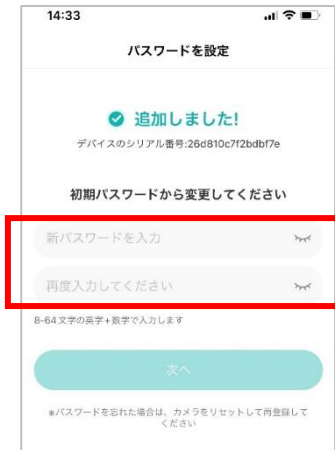 14:33
パスワードを設定
追加しました!
デバイスのシリアル番号:26d810c7f2bdbf7e
初期パスワードから変更してください
新パスワードを入力
再度入力してください
8-64文字の英字+数字で入力します
次へ
*パスワードを忘れた場合は、カメラをリセットして再登録して
ください